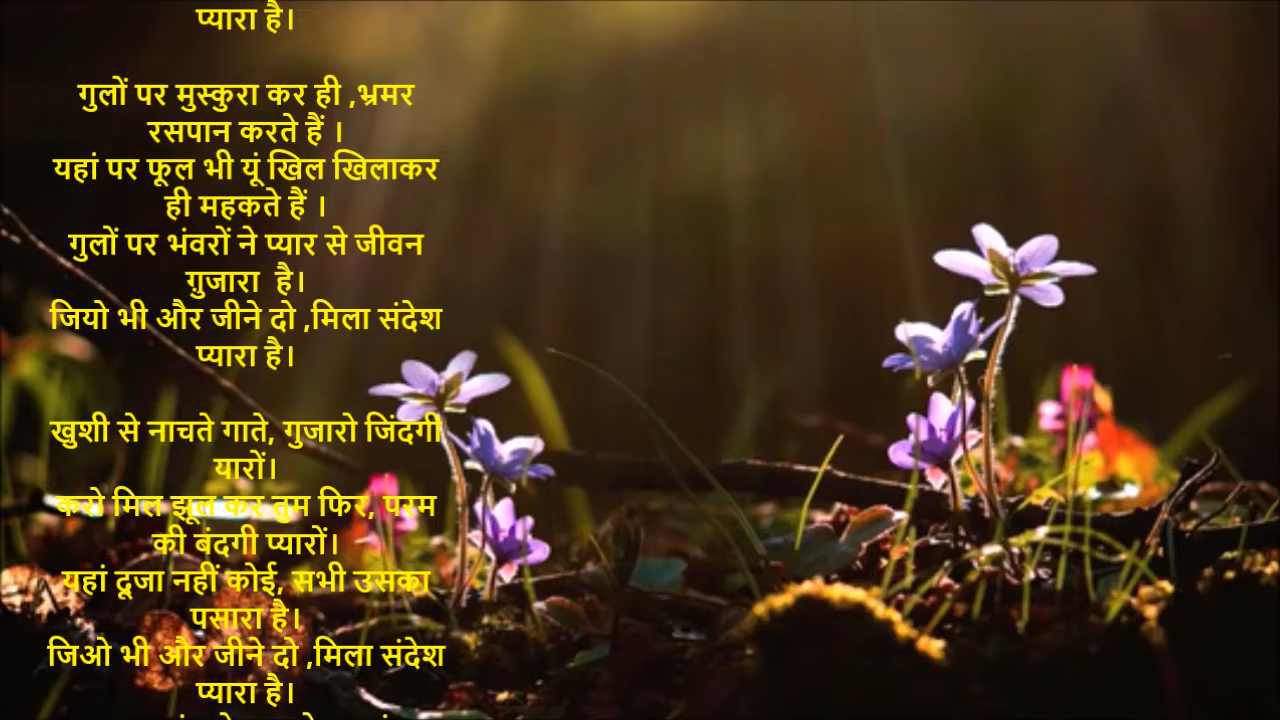 प्यारा है।
गुलों पर मुस्कुरा कर ही ,भ्रमर
रसपान करते हैं ।
यहां पर फूल भी यूं खिल खिलाकर
ही महकते हैं ।
गुलों पर भंवरों ने प्यार से जीवन
ग़ुजारा  है।
जियो भी और जीने दो ,मिला संदेश
प्यारा है।
खुशी से नाचते गाते, गुजारो जिंदगी
यारों।
करो मिल झूल कर तुम फिर, परम
की बंदगी प्यारों।
यहां दूजा नहीं कोई, सभी उसका
पसारा है।
जिओ भी और जीने दो ,मिला संदेश
प्यारा है।